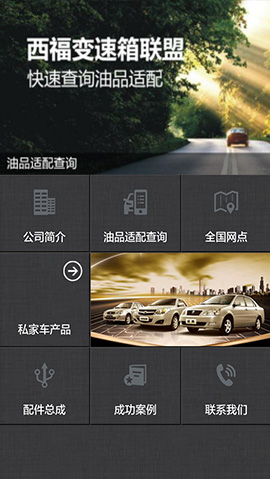 西福变速箱联盟
快速查询油品适配
油品适配查询
公司简介
油品适配查询
全国网点
私家车产品
配件总成
成功案例
联系我们